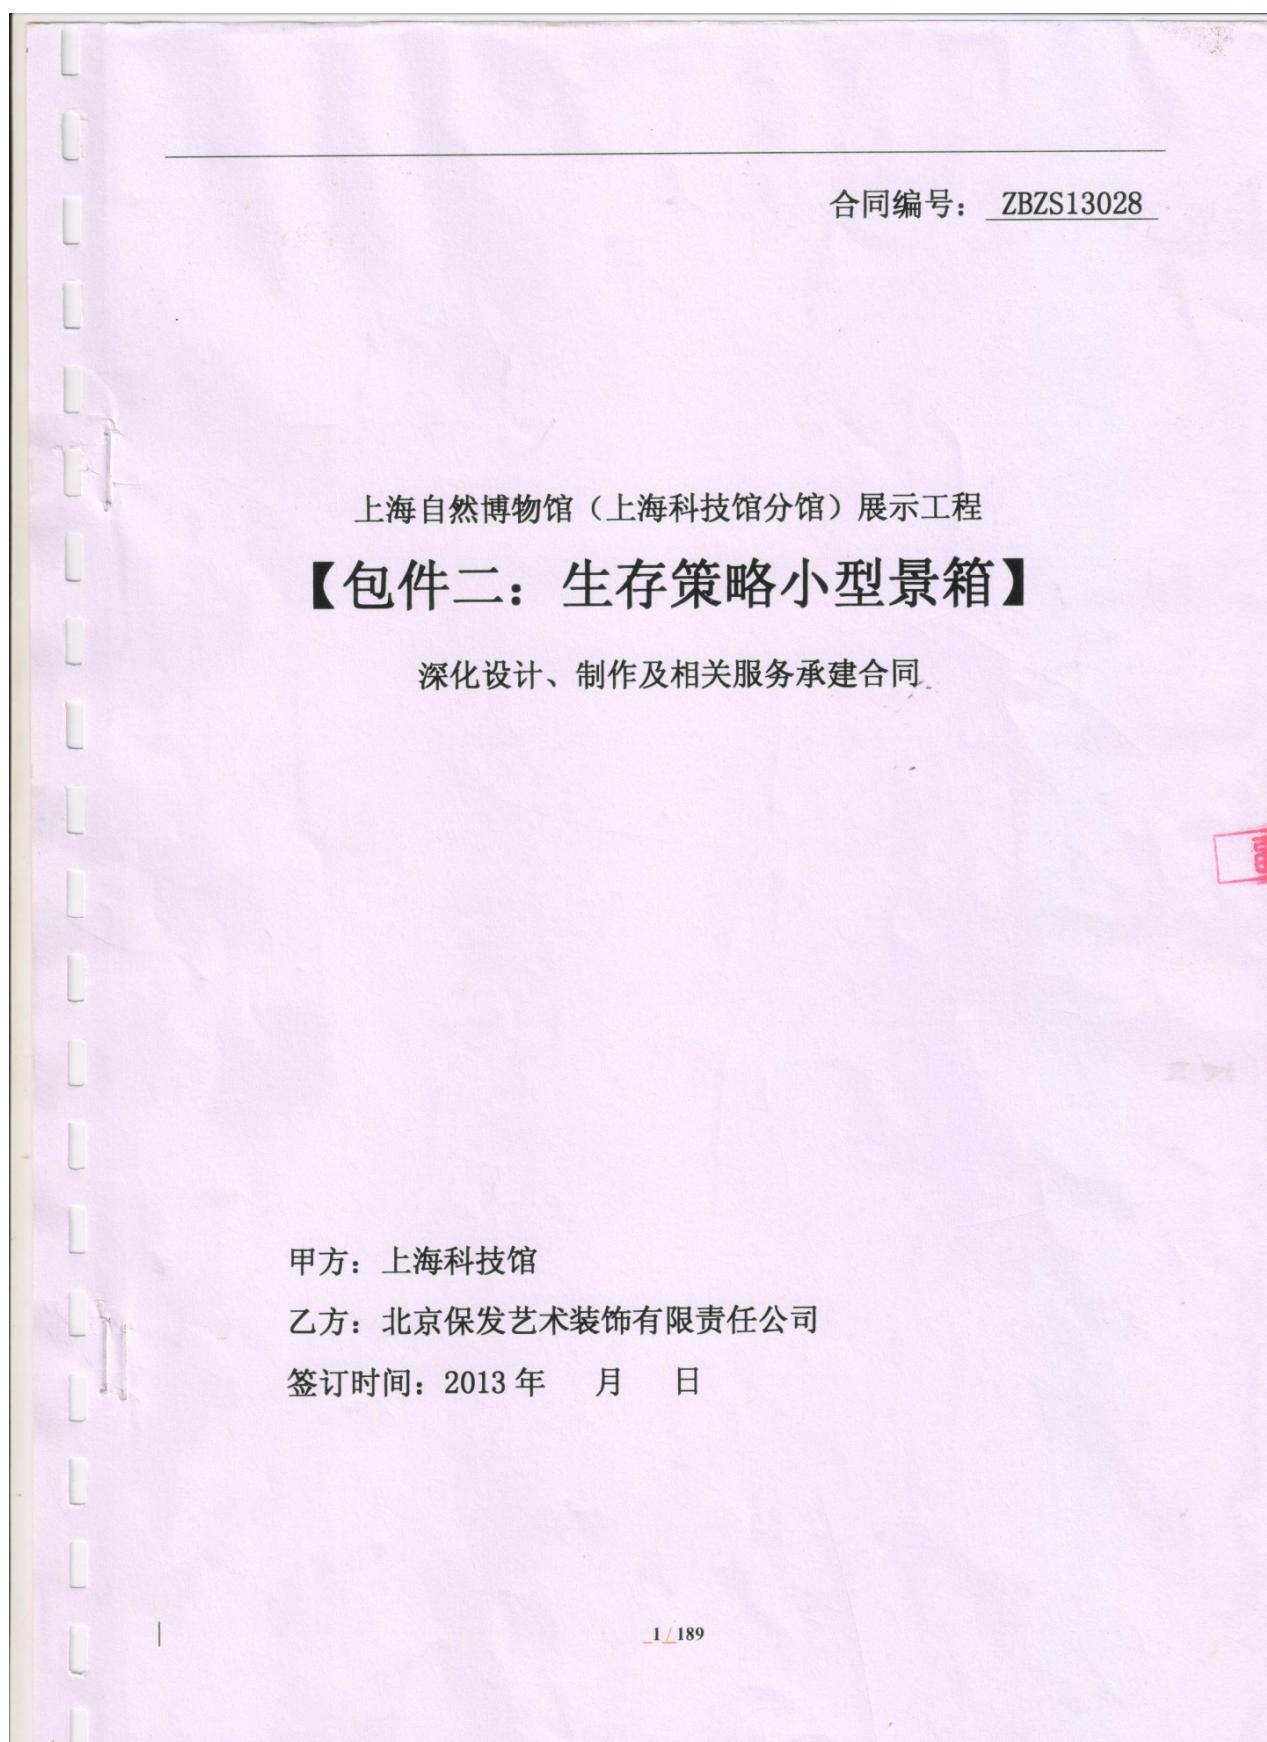 合同编号： ZBZS13028
上海自然博物馆（上海科技馆分馆）展示工程
【包件二：生存策略小型景箱】
深化设计、制作及相关服务承建合同
甲方：上海科技馆
乙方：北京保发艺术装饰有限责任公司
签订时间：2013 年 月 日
1 / 189